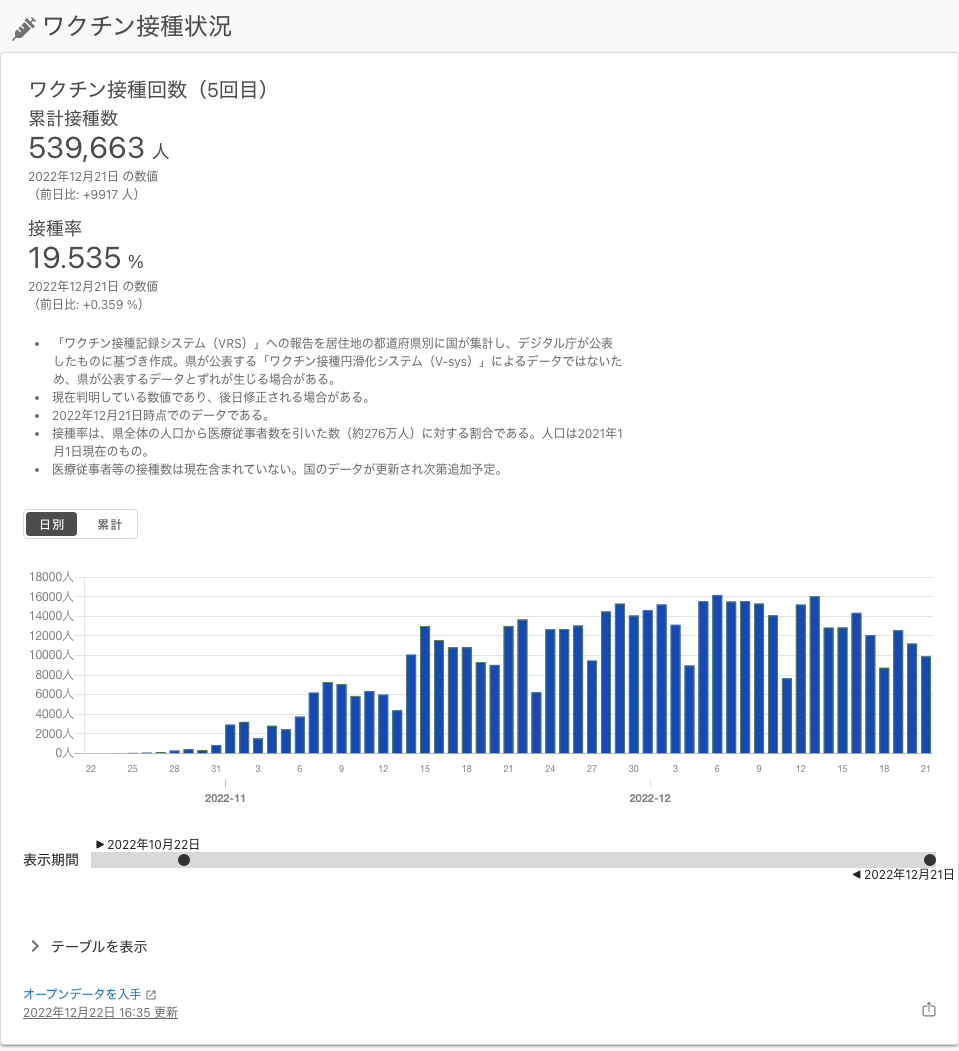 ワクチン接種状況
ワクチン接種回数（5回目）
累計接種数
539,663 人
2022年12月21日 の数値
（前日比: +9917 人）
接種率
19.535 %
2022年12月21日 の数値
（前日比: +0.359 %）
• 「ワクチン接種記録システム（VRS）」への報告を居住地の都道府県別に国が集計し、デジタル庁が公表
したものに基づき作成。県が公表する「ワクチン接種円滑化システム（V-sys）」によるデータではないた
め、県が公表するデータとずれが生じる場合がある。
• 現在判明している数値であり、後日修正される場合がある。
• 2022年12月21日時点でのデータである。
• 接種率は、県全体の人口から医療従事者数を引いた数（約276万人）に対する割合である。人口は2021年1
月1日現在のもの。
• 医療従事者等の接種数は現在含まれていない。国のデータが更新され次第追加予定。
日別 累計
18000人
16000人
14000人
12000人
10000人
8000人
6000人
4000人
2000人
0人
22 25 28 31 3 6 9 12 15 18 21 24 27 30 3 6 9 12 15 18 21
2022-11 2022-12
2022年10月22日
表示期間
2022年12月21日
テーブルを表示
オープンデータを入手
2022年12月22日 16:35 更新